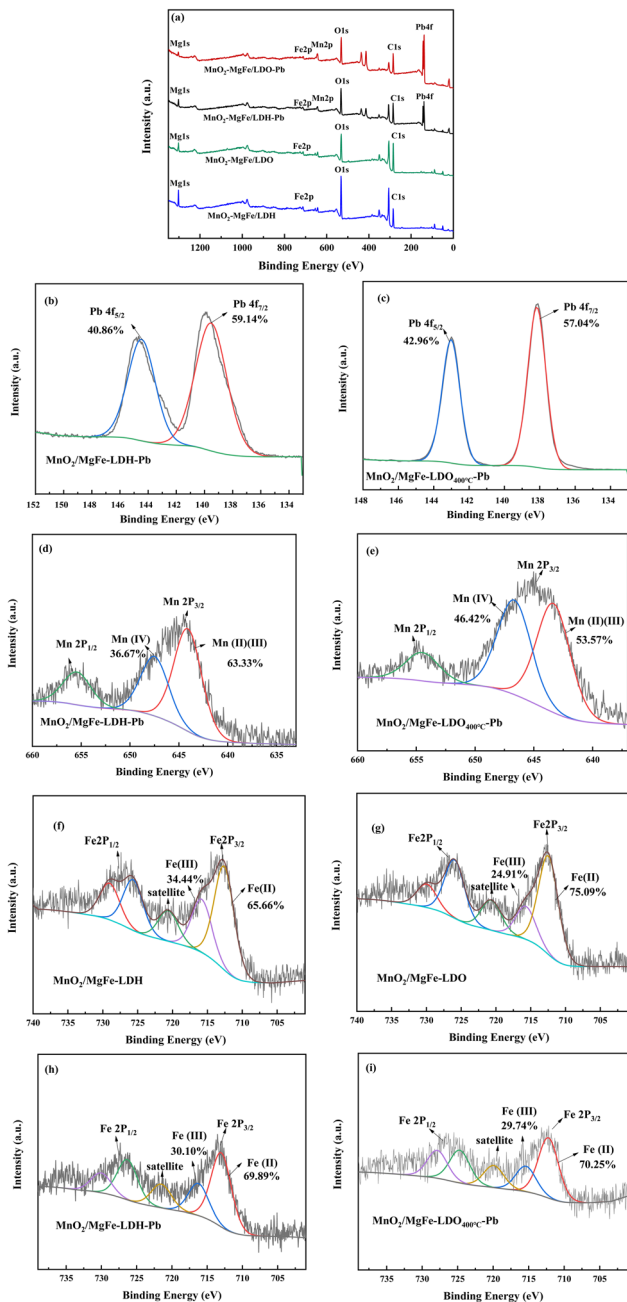 (a)
Mg1s Fe2p Mn2p O1s C1s Pb4f
MnO₂-MgFe/LDO-Pb
Mg1s Fe2p Mn2p O1s C1s Pb4f
MnO₂-MgFe/LDH-Pb
Mg1s Fe2p O1s C1s
MnO₂-MgFe/LDO
Mg1s Fe2p O1s C1s
MnO₂-MgFe/LDH
Intensity (a.u.)
1200 1000 800 600 400 200 0
Binding Energy (eV)
(b)
Pb 4f5/2
40.86%
Pb 4f7/2
59.14%
MnO₂/MgFe-LDH-Pb
Intensity (a.u.)
152 150 148 146 144 142 140 138 136 134
Binding Energy (eV)
(c)
Pb 4f5/2
42.96%
Pb 4f7/2
57.04%
MnO₂/MgFe-LDO400℃-Pb
Intensity (a.u.)
148 146 144 142 140 138 136 134
Binding Energy (eV)
(d)
Mn 2P3/2
Mn 2P1/2
Mn (IV)
36.67%
Mn (II)(III)
63.33%
MnO₂/MgFe-LDH-Pb
Intensity (a.u.)
660 655 650 645 640 635
Binding Energy (eV)
(e)
Mn 2P3/2
Mn (IV)
46.42%
Mn 2P1/2
Mn (II)(III)
53.57%
MnO₂/MgFe-LDO400℃-Pb
Intensity (a.u.)
660 655 650 645 640
Binding Energy (eV)
(f)
Fe2P1/2
Fe2P3/2
Fe(III)
34.44%
satellite
Fe(II)
65.66%
MnO₂/MgFe-LDH
Intensity (a.u.)
740 735 730 725 720 715 710 705
Binding Energy (eV)
(g)
Fe2P3/2
Fe2P1/2
Fe(III)
24.91%
satellite
Fe(II)
75.09%
MnO₂/MgFe-LDO
Intensity (a.u.)
740 735 730 725 720 715 710 705
Binding Energy (eV)
(h)
Fe 2P3/2
Fe 2P1/2
Fe (III)
30.10%
satellite
Fe (II)
69.89%
MnO₂/MgFe-LDH-Pb
Intensity (a.u.)
735 730 725 720 715 710 705
Binding Energy (eV)
(i)
Fe (III)
29.74%
Fe 2P1/2
Fe 2P3/2
satellite
Fe (II)
70.25%
MnO₂/MgFe-LDO400℃-Pb
Intensity (a.u.)
735 730 725 720 715 710 705
Binding Energy (eV)